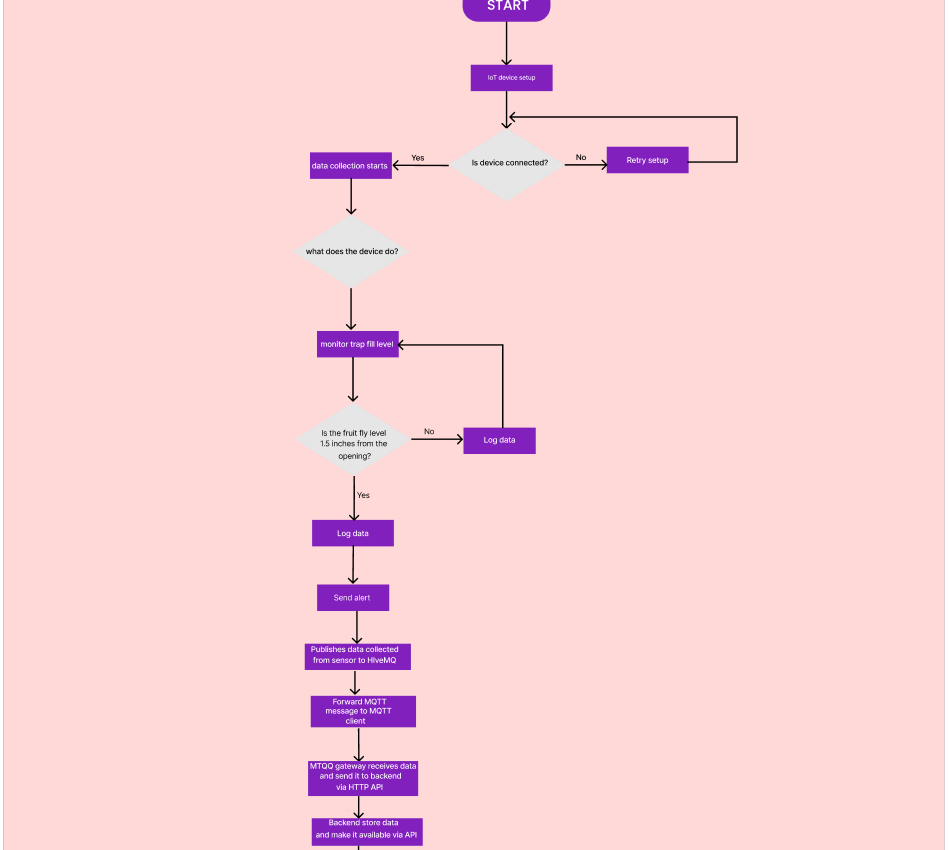 START
IoT device setup
Is device connected?
Yes
No
data collection starts
Retry setup
what does the device do?
monitor trap fill level
Is the fruit fly level
1.5 inches from the
opening?
No
Log data
Yes
Log data
Send alert
Publishes data collected
from sensor to HIveMQ
Forward MQTT
message to MQTT
client
MTQQ gateway receives data
and send it to backend
via HTTP API
Backend store data
and make it available via API